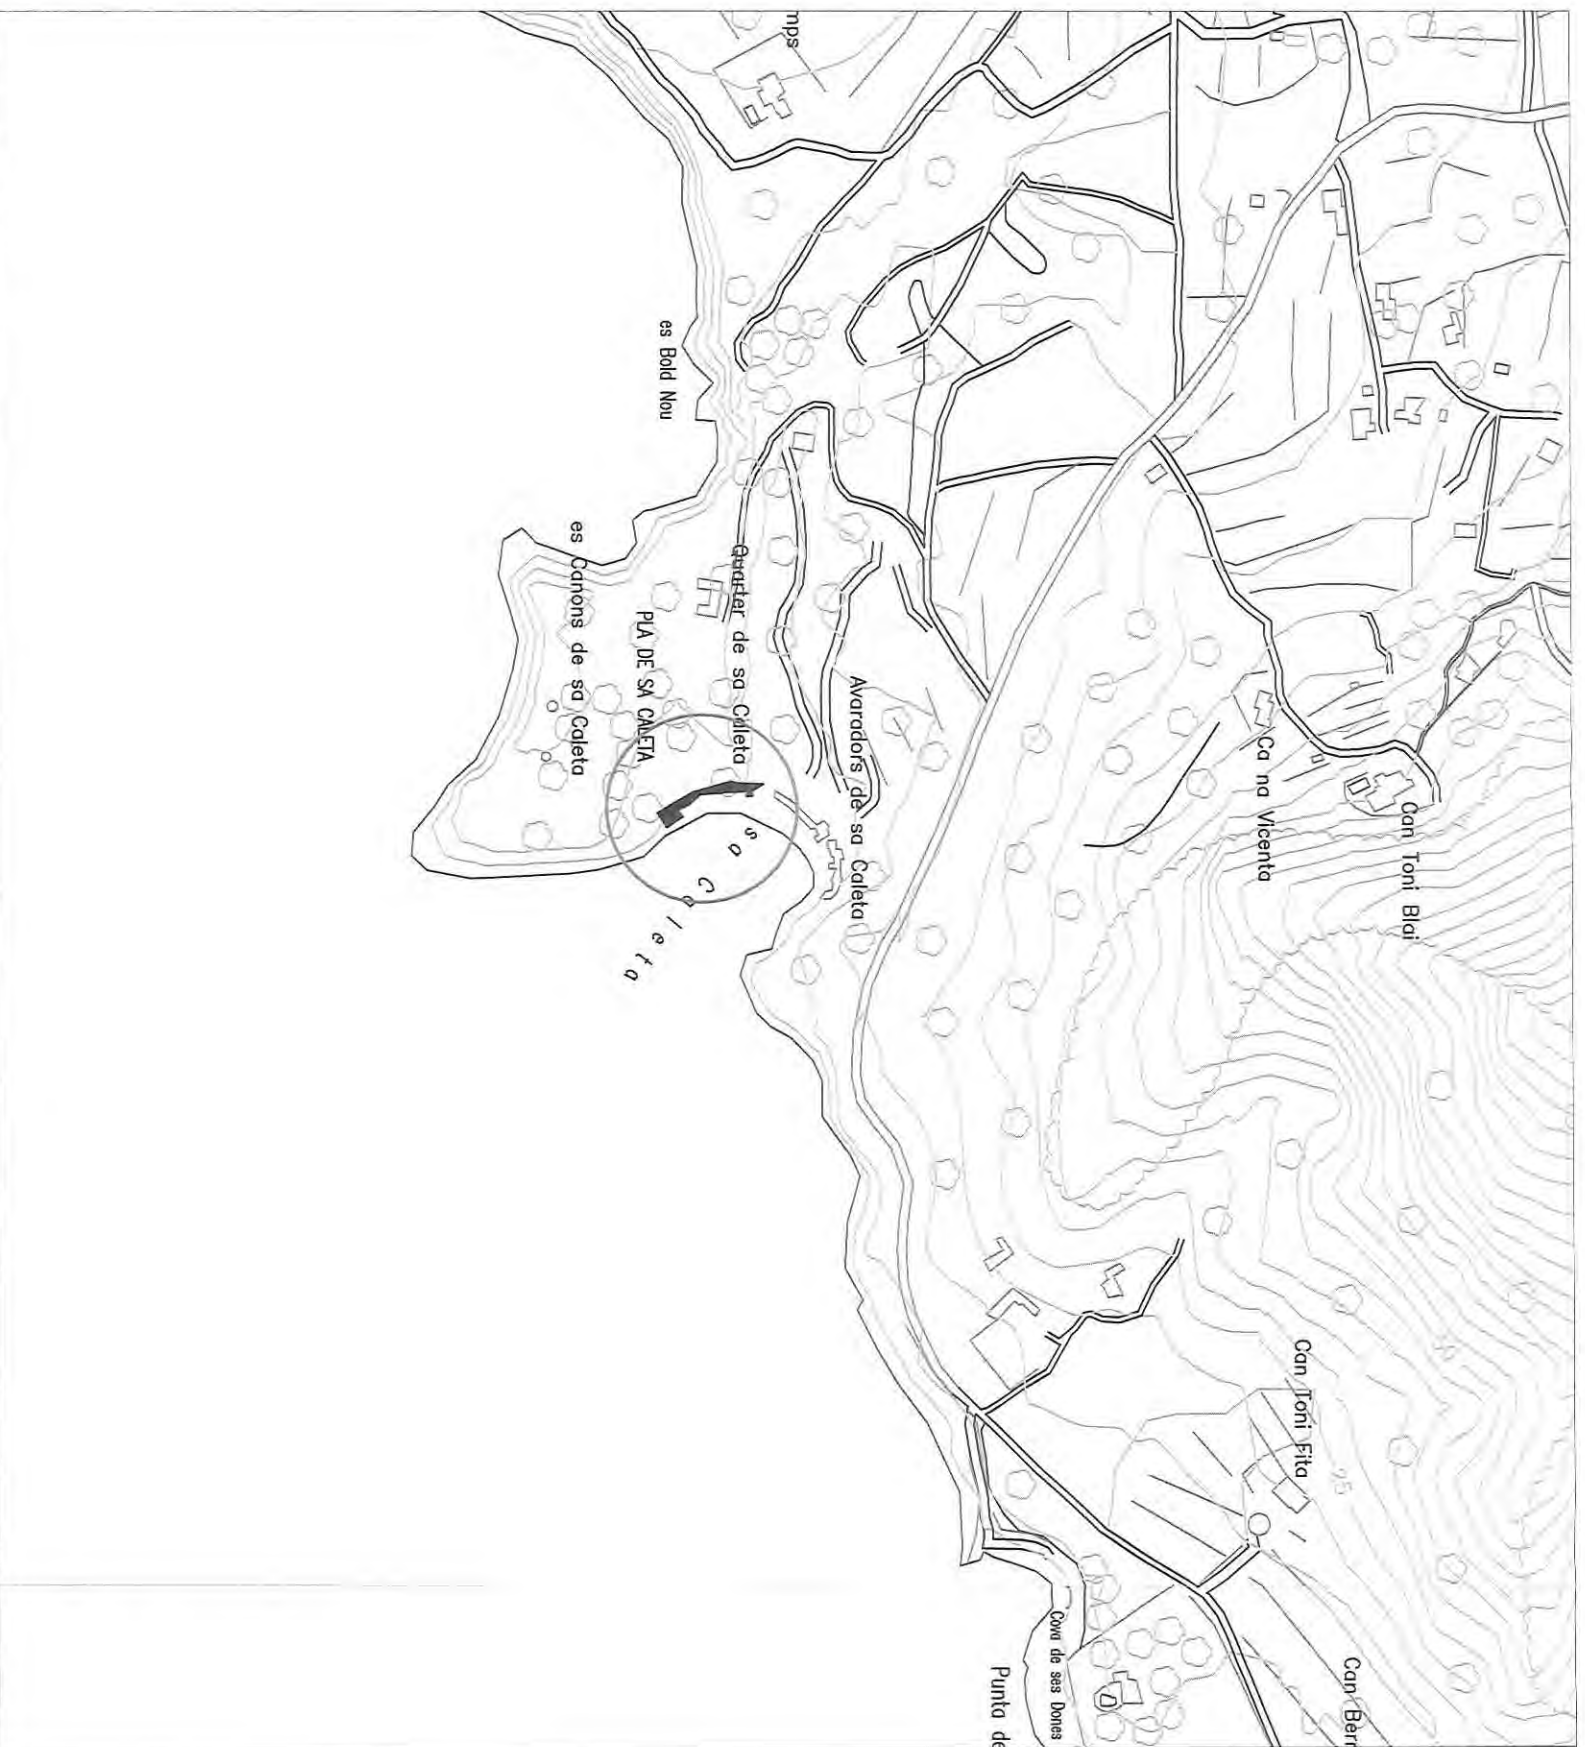 mps
es Bold Nou
es Canons de sa Caleta
PLA DE SA CALETA
Quarter de sa Caleta
Avaradors de sa Caleta
sa Caleta
Ca na Vicenta
Can Toni Blai
Can Toni Fita
25
Can Berr
Cova de ses Dones
Punta de